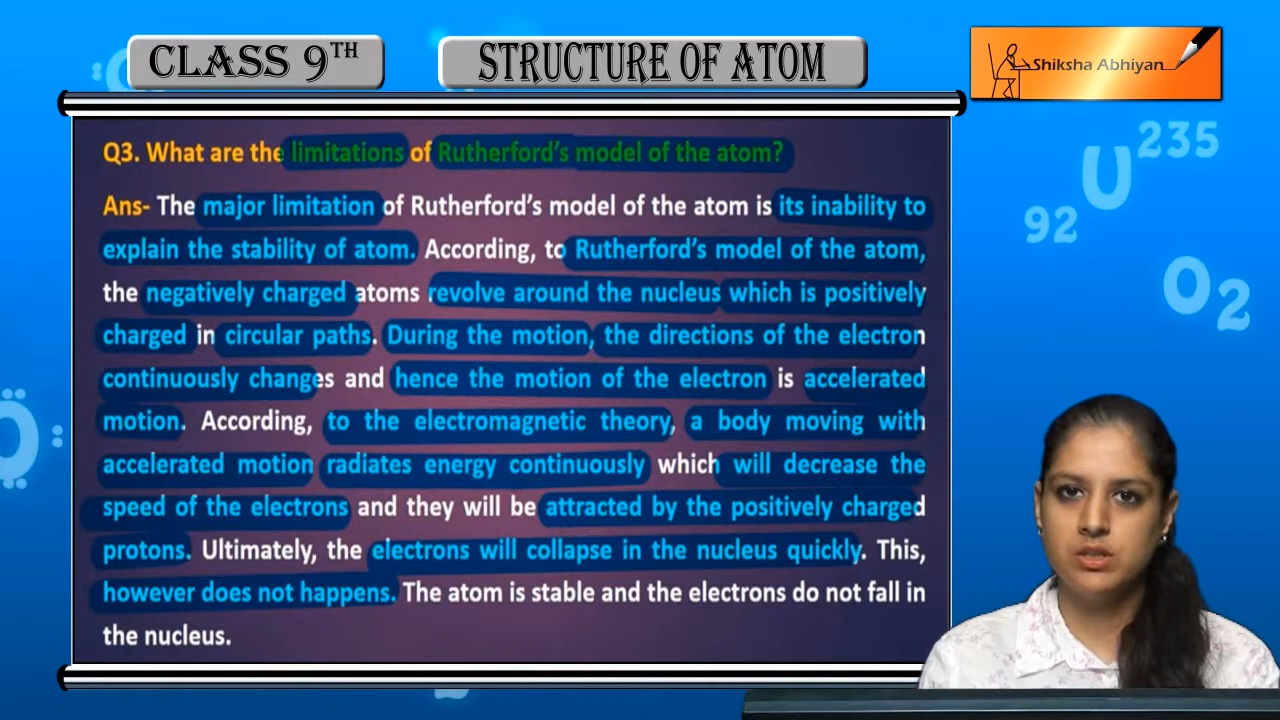 CLASS 9TH
STRUCTURE OF ATOM
Shiksha Abhiyan
Q3. What are the limitations of Rutherford's model of the atom?
Ans- The major limitation of Rutherford's model of the atom is its inability to
explain the stability of atom. According, to Rutherford's model of the atom,
the negatively charged atoms revolve around the nucleus which is positively
charged in circular paths. During the motion, the directions of the electron
continuously changes and hence the motion of the electron is accelerated
motion. According, to the electromagnetic theory, a body moving with
accelerated motion radiates energy continuously which will decrease the
speed of the electrons and they will be attracted by the positively charged
protons. Ultimately, the electrons will collapse in the nucleus quickly. This,
however does not happens. The atom is stable and the electrons do not fall in
the nucleus.
U 235
92
O2